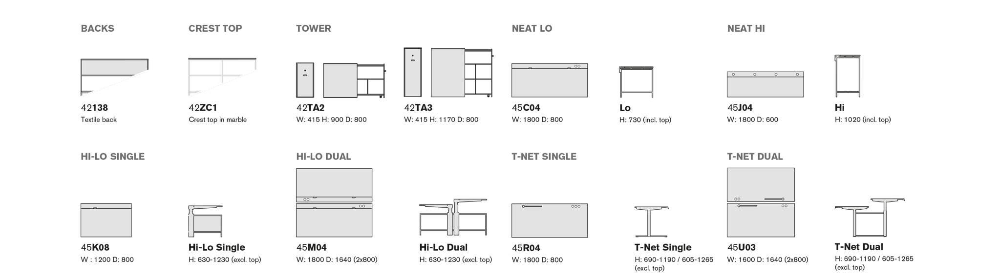 BACKS
CREST TOP
TOWER
NEAT LO
NEAT HI
42138
Textile back
42ZC1
Crest top in marble
42TA2
W: 415 H: 900 D: 800
42TA3
W: 415 H: 1170 D: 800
45C04
W: 1800 D: 800
Lo
H: 730 (incl. top)
45J04
W: 1800 D: 600
Hi
H: 1020 (incl. top)
HI-LO SINGLE
HI-LO DUAL
T-NET SINGLE
T-NET DUAL
45K08
W : 1200 D: 800
Hi-Lo Single
H: 630-1230 (excl. top)
45M04
W: 1800 D: 1640 (2x800)
Hi-Lo Dual
H: 630-1230 (excl. top)
45R04
W: 1800 D: 800
T-Net Single
H: 690-1190 / 605-1265
(excl. top)
45U03
W: 1600 D: 1640 (2x800)
T-Net Dual
H: 690-1190 / 605-1265
(excl. top)